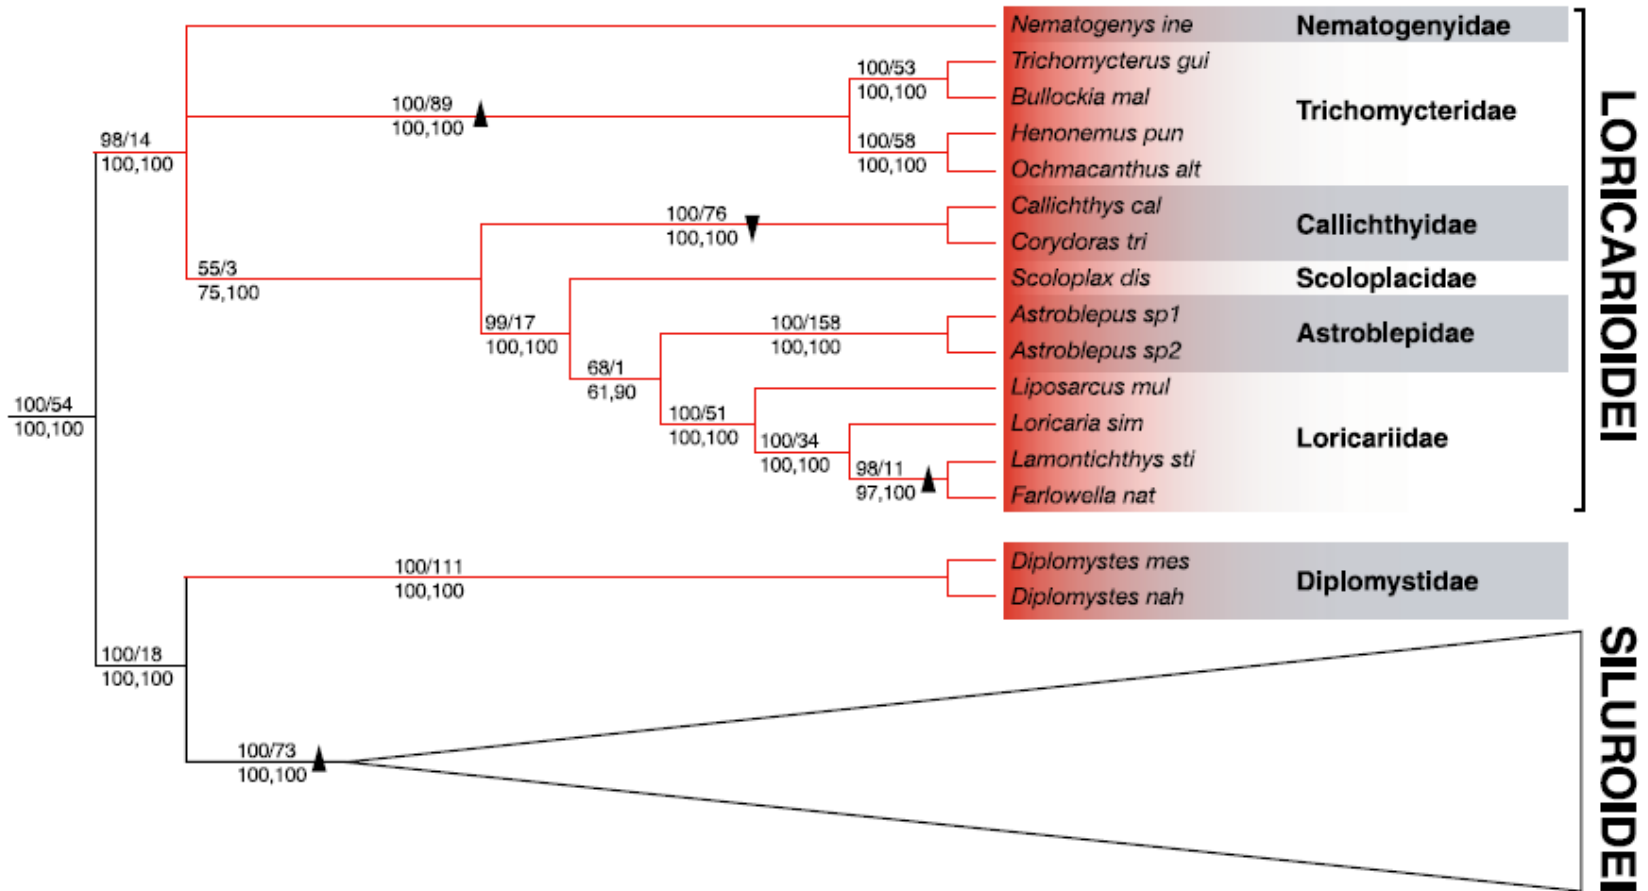 Nematogenys ine
Nematogenyidae
Trichomycterus gui
Bullockia mal
Henonemus pun
Ochmacanthus alt
Trichomycteridae
Callichthys cal
Corydoras tri
Callichthyidae
Scoloplax dis
Scoloplacidae
Astroblepus sp1
Astroblepus sp2
Astroblepidae
Liposarcus mul
Loricaria sim
Lamontichthys sti
Farlowella nat
Loricariidae
LORICARIOIDEI
Diplomystes mes
Diplomystes nah
Diplomystidae
SILUROIDEI
100/53
100,100
100/89
100,100
100/58
100,100
98/14
100,100
100/76
100,100
55/3
75,100
99/17
100,100
100/158
100,100
68/1
61,90
100/51
100,100
100/34
100,100
98/11
97,100
100/54
100,100
100/111
100,100
100/18
100,100
100/73
100,100